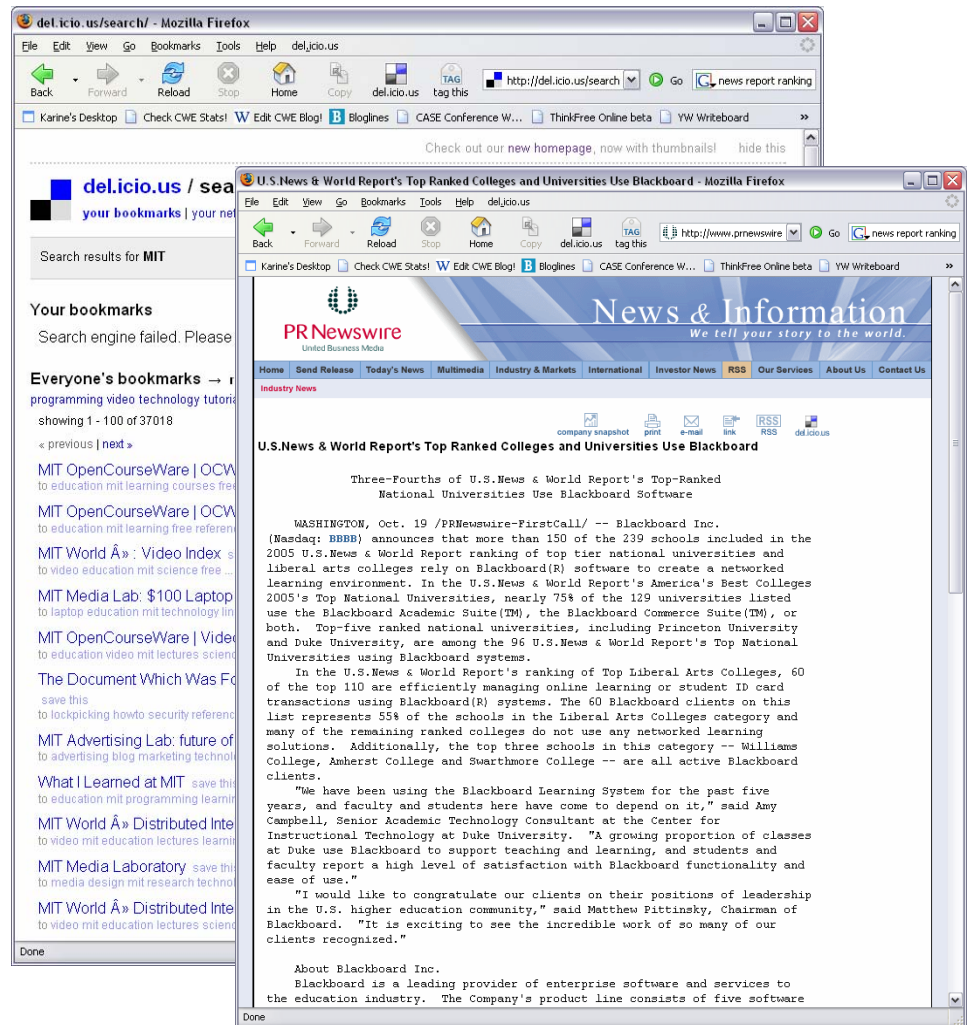 del.icio.us/search/ - Mozilla Firefox
File Edit View Go Bookmarks Tools Help del.icio.us
Back Forward Reload Stop Home Copy del.icio.us tag this http://del.icio.us/search Go news report ranking
Karine's Desktop Check CWE Stats! Edit CWE Blog! Bloglines CASE Conference W... ThinkFree Online beta YW Writeboard »
Check out our new homepage, now with thumbnails! hide this
del.icio.us / sea
your bookmarks | your net
Search results for MIT
Your bookmarks
Search engine failed. Please
Everyone's bookmarks →
programming video technology tutoria
showing 1 - 100 of 37018
« previous | next »
MIT OpenCourseWare | OCW
to education mit learning courses free
MIT OpenCourseWare | OCW
to education mit learning free referen
MIT World Â» : Video Index
to video education mit science free ...
MIT Media Lab: $100 Laptop
to laptop education mit technology lin
MIT OpenCourseWare | Vide
to education video mit lectures scienc
The Document Which Was Fo
save this
to lockpicking howto security referenc
MIT Advertising Lab: future of
to advertising blog marketing technol
What I Learned at MIT save this
to education mit programming learnin
MIT World Â» Distributed Inte
to video mit education lectures learnin
MIT Media Laboratory save this
to media design mit research technol
MIT World Â» Distributed Inte
to video mit education lectures scienc
Done
U.S.News & World Report's Top Ranked Colleges and Universities Use Blackboard - Mozilla Firefox
File Edit View Go Bookmarks Tools Help del.icio.us
Back Forward Reload Stop Home Copy del.icio.us tag this http://www.prnewswire Go news report ranking
Karine's Desktop Check CWE Stats! Edit CWE Blog! Bloglines CASE Conference W... ThinkFree Online beta YW Writeboard »
PR Newswire
United Business Media
News & Information
We tell your story to the world.
Home Send Release Today's News Multimedia Industry & Markets International Investor News RSS Our Services About Us Contact Us
Industry News
company snapshot print e-mail link RSS del.icio.us
U.S.News & World Report's Top Ranked Colleges and Universities Use Blackboard
Three-Fourths of U.S.News & World Report's Top-Ranked
National Universities Use Blackboard Software
WASHINGTON, Oct. 19 /PRNewswire-FirstCall/ -- Blackboard Inc.
(Nasdaq: BBBB) announces that more than 150 of the 239 schools included in the
2005 U.S.News & World Report ranking of top tier national universities and
liberal arts colleges rely on Blackboard(R) software to create a networked
learning environment. In the U.S.News & World Report's America's Best Colleges
2005's Top National Universities, nearly 75% of the 129 universities listed
use the Blackboard Academic Suite(TM), the Blackboard Commerce Suite(TM), or
both. Top-five ranked national universities, including Princeton University
and Duke University, are among the 96 U.S.News & World Report's Top National
Universities using Blackboard systems.
In the U.S.News & World Report's ranking of Top Liberal Arts Colleges, 60
of the top 110 are efficiently managing online learning or student ID card
transactions using Blackboard(R) systems. The 60 Blackboard clients on this
list represents 55% of the schools in the Liberal Arts Colleges category and
many of the remaining ranked colleges do not use any networked learning
solutions. Additionally, the top three schools in this category -- Williams
College, Amherst College and Swarthmore College -- are all active Blackboard
clients.
"We have been using the Blackboard Learning System for the past five
years, and faculty and students here have come to depend on it," said Amy
Campbell, Senior Academic Technology Consultant at the Center for
Instructional Technology at Duke University. "A growing proportion of classes
at Duke use Blackboard to support teaching and learning, and students and
faculty report a high level of satisfaction with Blackboard functionality and
ease of use."
"I would like to congratulate our clients on their positions of leadership
in the U.S. higher education community," said Matthew Pittinsky, Chairman of
Blackboard. "It is exciting to see the incredible work of so many of our
clients recognized."
About Blackboard Inc.
Blackboard is a leading provider of enterprise software and services to
the education industry. The Company's product line consists of five software
Done